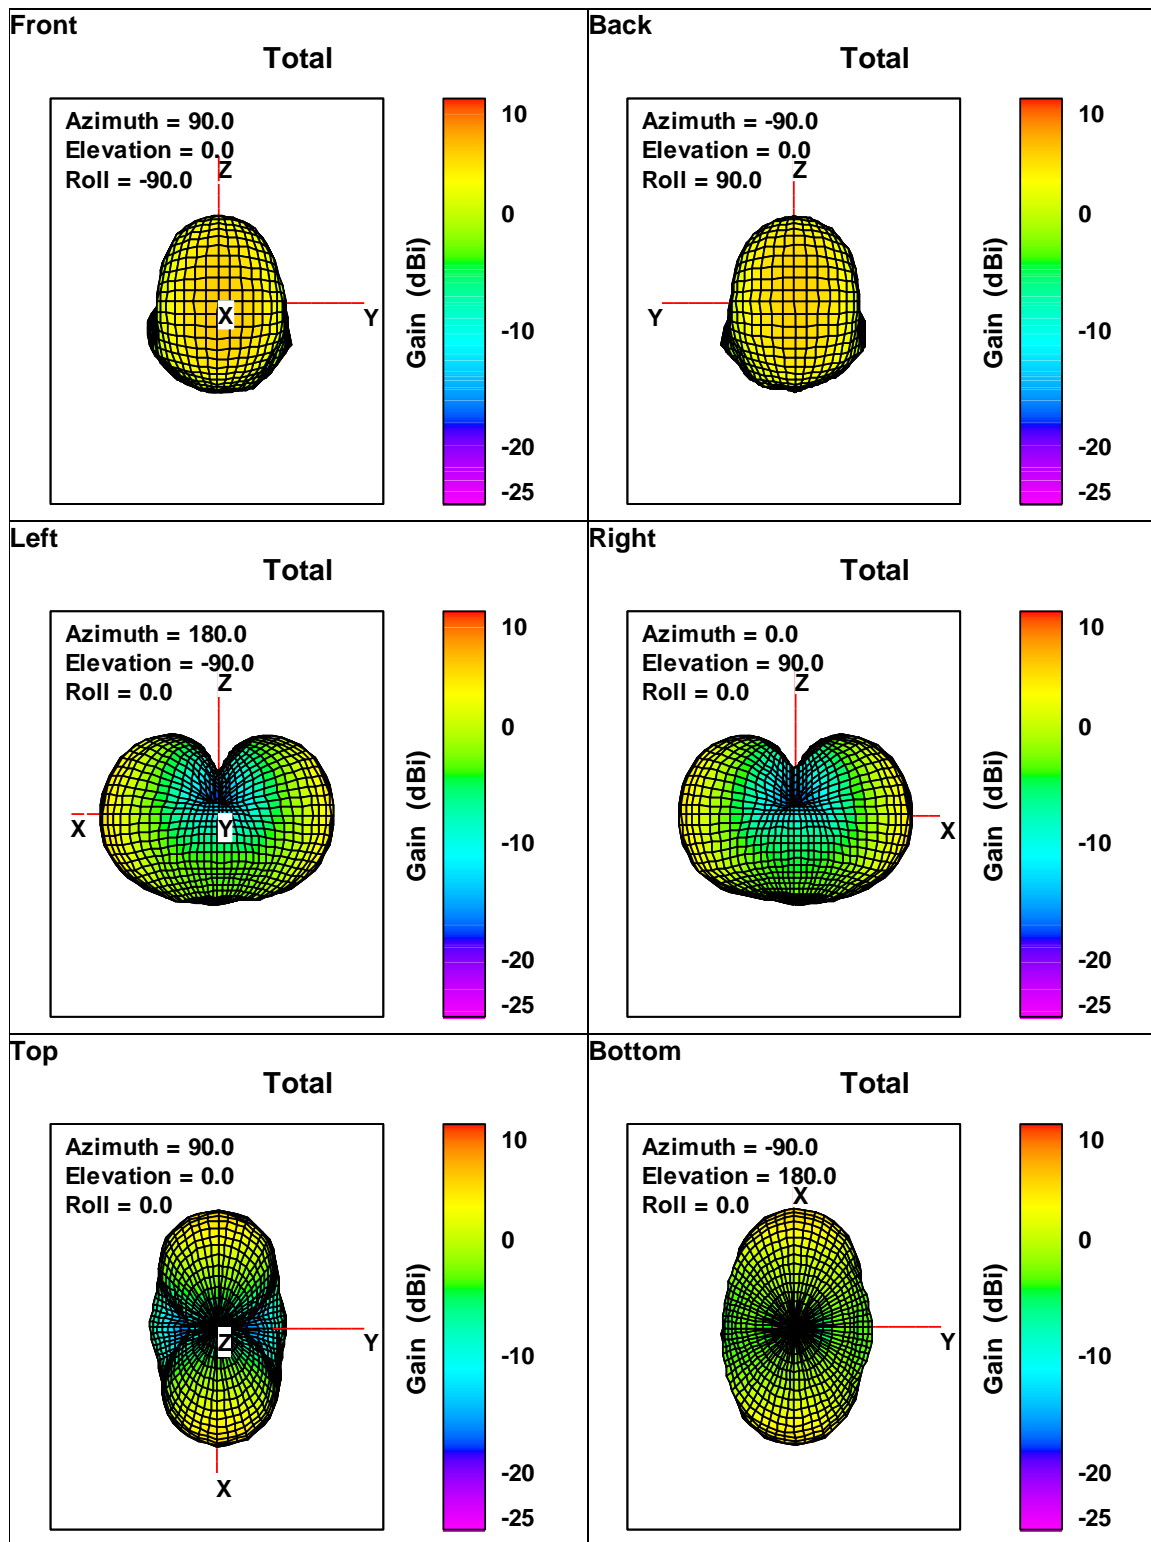 Front
Total
Azimuth = 90.0
Elevation = 0.0
Roll = -90.0
Z
X
Y
10
0
-10
-20
-25
Gain (dBi)
Back
Total
Azimuth = -90.0
Elevation = 0.0
Roll = 90.0
Z
Y
10
0
-10
-20
-25
Gain (dBi)
Left
Total
Azimuth = 180.0
Elevation = -90.0
Roll = 0.0
Z
X
Y
10
0
-10
-20
-25
Gain (dBi)
Right
Total
Azimuth = 0.0
Elevation = 90.0
Roll = 0.0
Z
X
10
0
-10
-20
-25
Gain (dBi)
Top
Total
Azimuth = 90.0
Elevation = 0.0
Roll = 0.0
Z
Y
X
10
0
-10
-20
-25
Gain (dBi)
Bottom
Total
Azimuth = -90.0
Elevation = 180.0
Roll = 0.0
X
Y
10
0
-10
-20
-25
Gain (dBi)